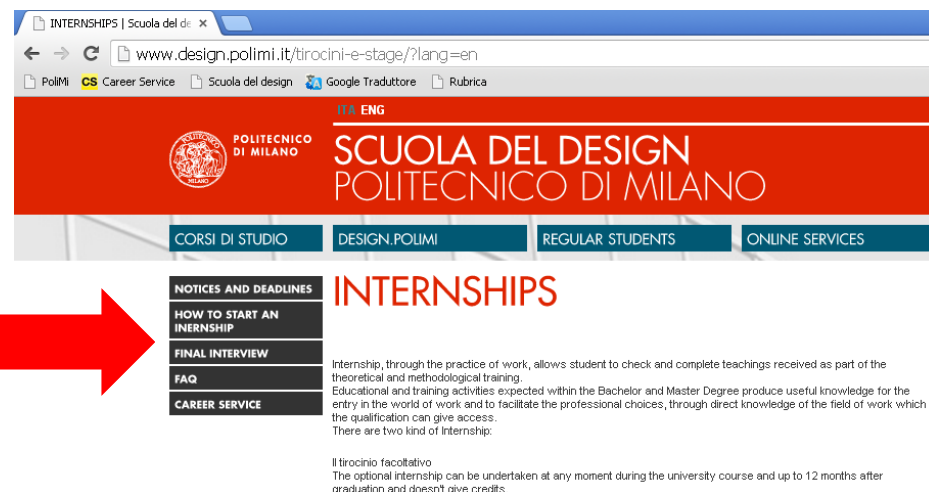 INTERNSHIPS | Scuola del de
www.design.polimi.it/tirocini-e-stage/?lang=en
PoliMi CS Career Service Scuola del design Google Traduttore Rubrica
ITA ENG
POLITECNICO
DI MILANO
SCUOLA DEL DESIGN
POLITECNICO DI MILANO
CORSI DI STUDIO DESIGN.POLIMI REGULAR STUDENTS ONLINE SERVICES
NOTICES AND DEADLINES
HOW TO START AN
INERNSHIP
FINAL INTERVIEW
FAQ
CAREER SERVICE
INTERNSHIPS
Internship, through the practice of work, allows student to check and complete teachings received as part of the
theoretical and methodological training.
Educational and training activities expected within the Bachelor and Master Degree produce useful knowledge for the
entry in the world of work and to facilitate the professional choices, through direct knowledge of the field of work which
the qualification can give access.
There are two kind of Internship:
Il tirocinio facoltativo
The optional internship can be undertaken at any moment during the university course and up to 12 months after
graduation and doesn't give credits